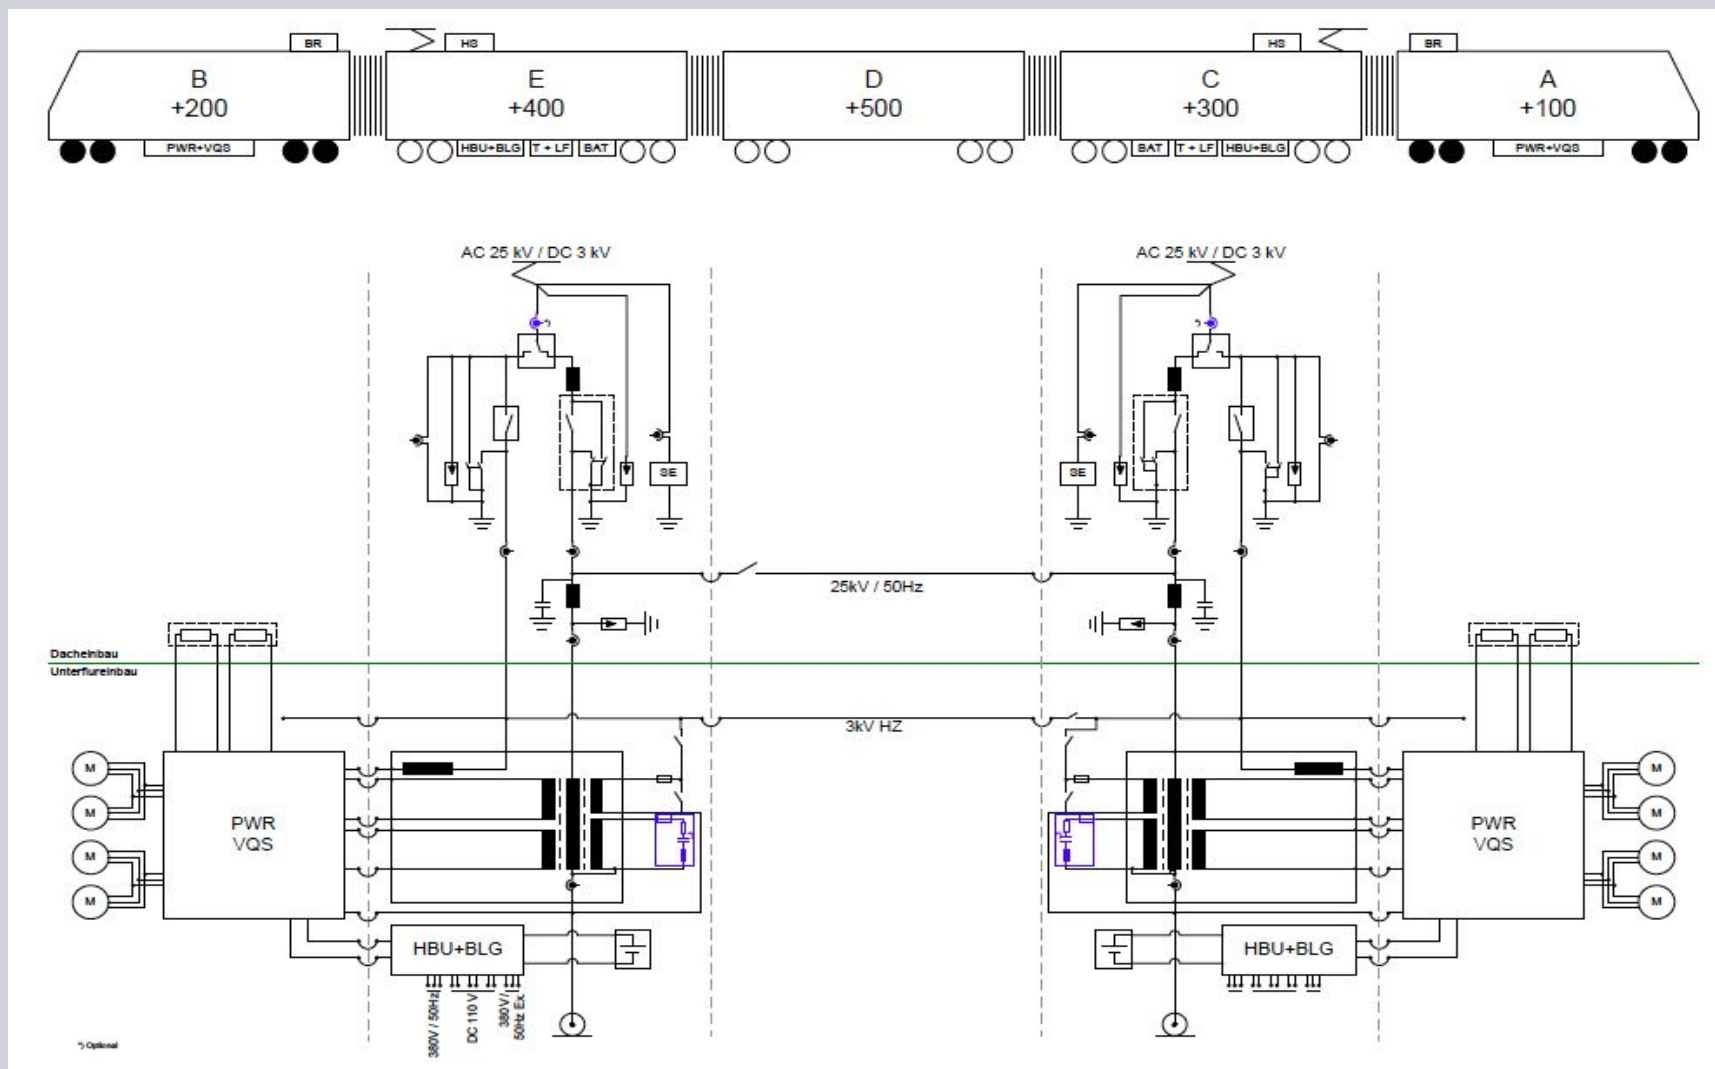 BR HS HS BR
B E D C A
+200 +400 +500 +300 +100
PWR+VQS HBU+BLG T + LF BAT BAT T + LF HBU+BLG PWR+VQS
AC 25 kV / DC 3 kV AC 25 kV / DC 3 kV
*) *)
SE SE
25kV / 50Hz
Dacheinbau
Unterflureinbau
3kV HZ
M M
M M
PWR PWR
VQS VQS
*) *)
M M
M M
HBU+BLG HBU+BLG
380V / 50Hz
DC 110 V
380V /
50Hz Ex.
*) Optional